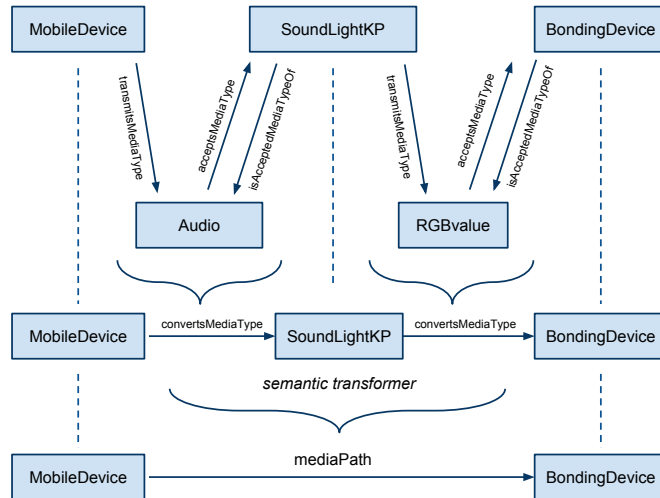 MobileDevice
SoundLightKP
BondingDevice
transmitsMediaType
acceptsMediaType
isAcceptedMediaTypeOf
transmitsMediaType
acceptsMediaType
isAcceptedMediaTypeOf
Audio
RGBvalue
MobileDevice
convertsMediaType
SoundLightKP
convertsMediaType
BondingDevice
semantic transformer
mediaPath
MobileDevice
BondingDevice